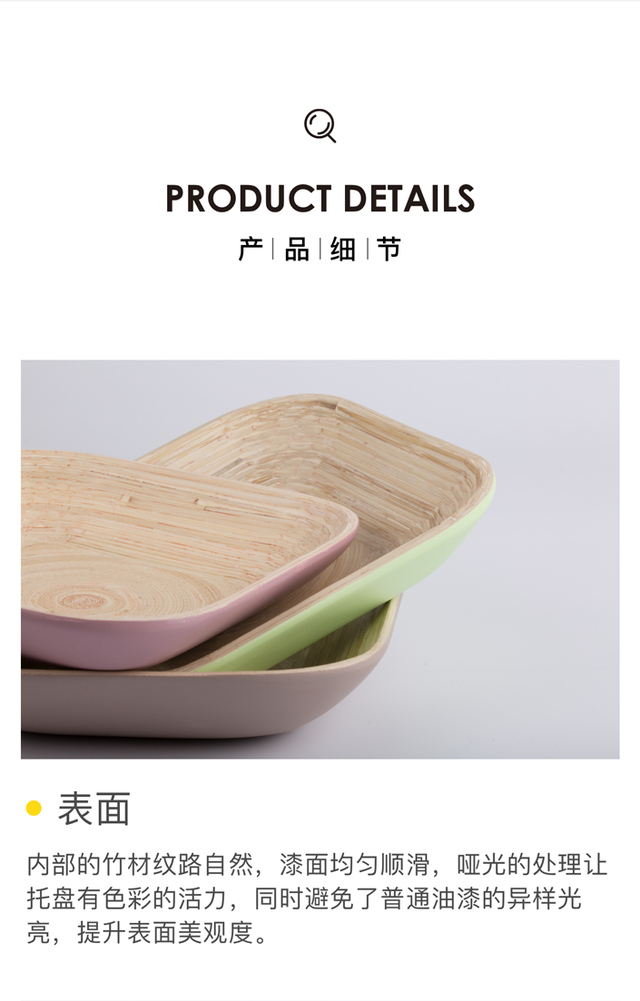 PRODUCT DETAILS
产|品|细|节
表面
内部的竹材纹路自然，漆面均匀顺滑，哑光的处理让
托盘有色彩的活力，同时避免了普通油漆的异样光
亮，提升表面美观度。